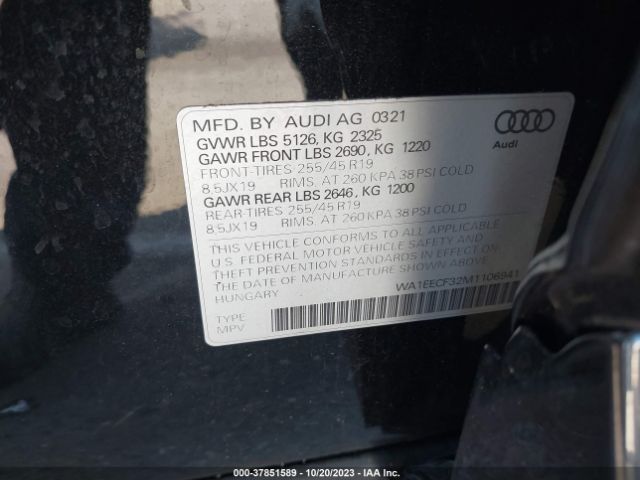 MFD. BY AUDI AG 0321
GVWR LBS 5126, KG 2325
GAWR FRONT LBS 2690, KG 1220
FRONT-TIRES 255/45 R19
8,5JX19 RIMS, AT 260 KPA 38 PSI COLD
GAWR REAR LBS 2646, KG 1200
REAR-TIRES 255/45 R19
8,5JX19 RIMS, AT 260 KPA 38 PSI COLD
THIS VEHICLE CONFORMS TO ALL APPLICABLE
U.S. FEDERAL MOTOR VEHICLE SAFETY AND
THEFT PREVENTION STANDARDS IN EFFECT ON
THE DATE OF MANUFACTURE SHOWN ABOVE.
HUNGARY
WA1EECF32M1106941
TYPE
MPV
Audi
000-37851589 | 10/20/2023 | IAA Inc.